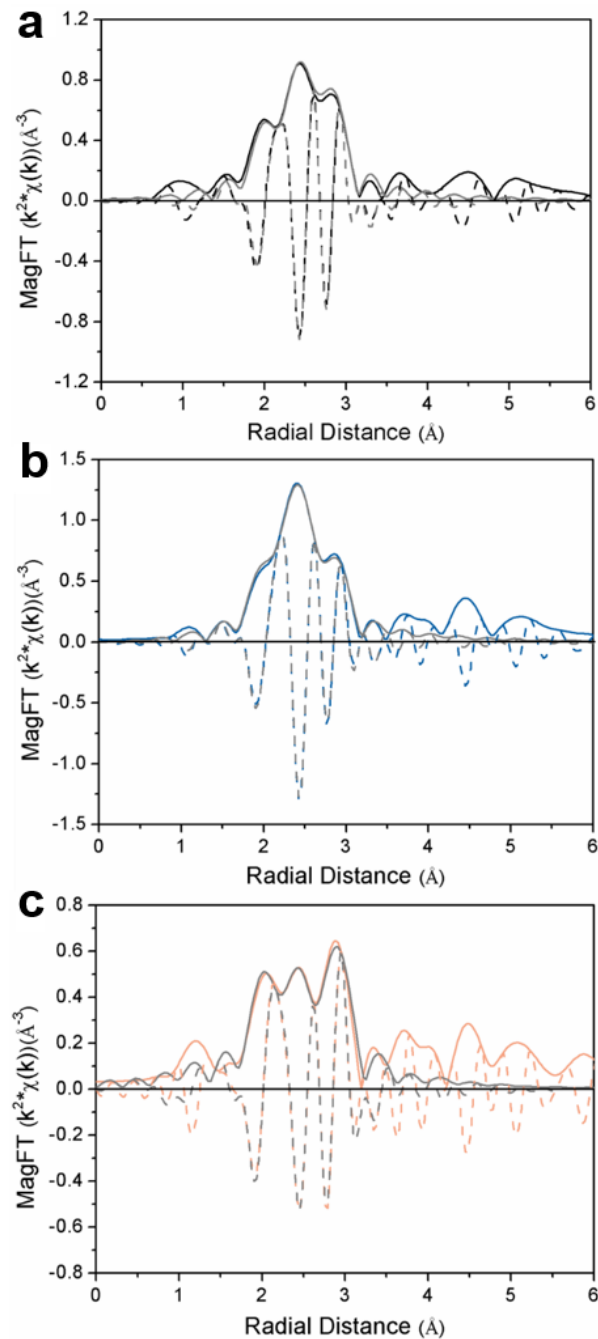 a
MagFT (k²*χ(k))(Å⁻³)
1.2
0.8
0.4
0.0
-0.4
-0.8
-1.2
0 1 2 3 4 5 6
Radial Distance (Å)
b
MagFT (k²*χ(k))(Å⁻³)
1.5
1.0
0.5
0.0
-0.5
-1.0
-1.5
0 1 2 3 4 5 6
Radial Distance (Å)
c
MagFT (k²*χ(k))(Å⁻³)
0.8
0.6
0.4
0.2
0.0
-0.2
-0.4
-0.6
-0.8
0 1 2 3 4 5 6
Radial Distance (Å)